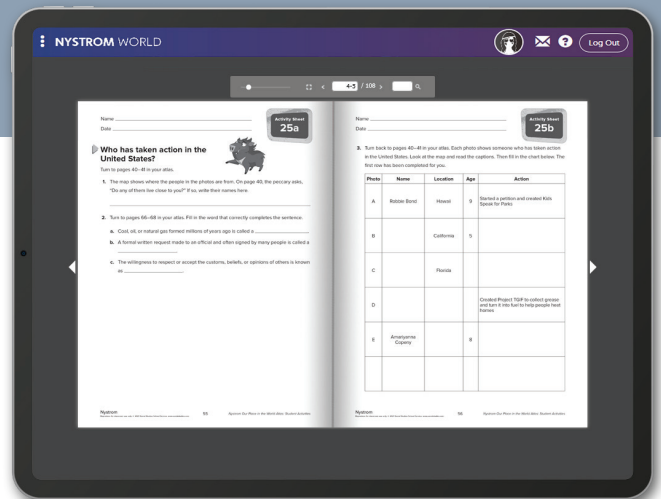 NYSTROM WORLD
Log Out
4-5 / 108
Name
Date
Activity Sheet
25a
Who has taken action in the
United States?
Turn to pages 40–41 in your atlas.
1. The map shows where the people in the photos are from. On page 40, the peccary asks,
"Do any of them live close to you?" If so, write their names here.
2. Turn to pages 66–68 in your atlas. Fill in the word that correctly completes the sentence.
a. Coal, oil, or natural gas formed millions of years ago is called a
b. A formal written request made to an official and often signed by many people is called a
c. The willingness to respect or accept the customs, beliefs, or opinions of others is known
as
Nystrom
Name
Date
Activity Sheet
25b
3. Turn back to pages 40–41 in your atlas. Each photo shows someone who has taken action
in the United States. Look at the map and read the captions. Then fill in the chart below. The
first row has been completed for you.
Photo Name Location Age Action
A Robbie Bond Hawaii 9 Started a petition and created Kids
Speak for Parks
B California 5
C Florida
D Created Project TGIF to collect grease
and turn it into fuel to help people heat
homes
E Amariyanna
Copeny 8
Nystrom